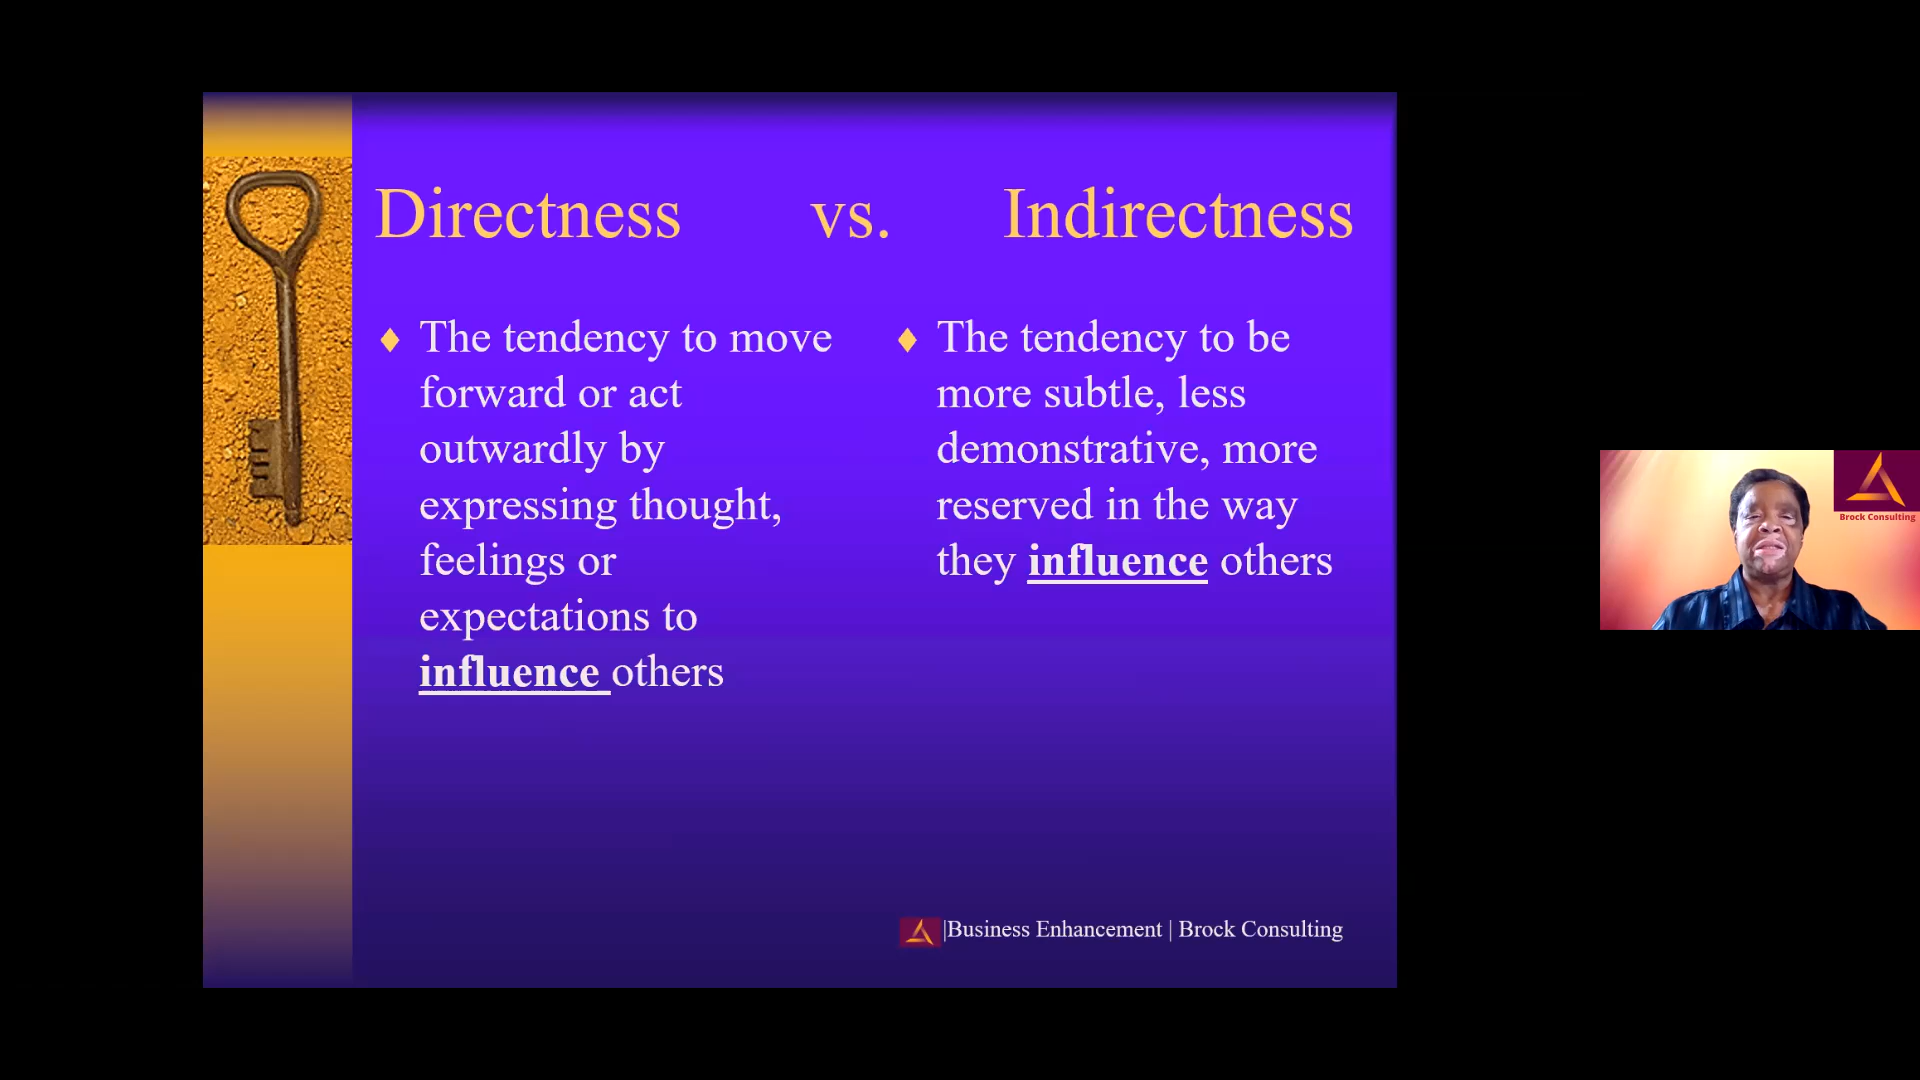 Directness vs. Indirectness
♦ The tendency to move
forward or act
outwardly by
expressing thought,
feelings or
expectations to
influence others
♦ The tendency to be
more subtle, less
demonstrative, more
reserved in the way
they influence others
|Business Enhancement | Brock Consulting
Brock Consulting